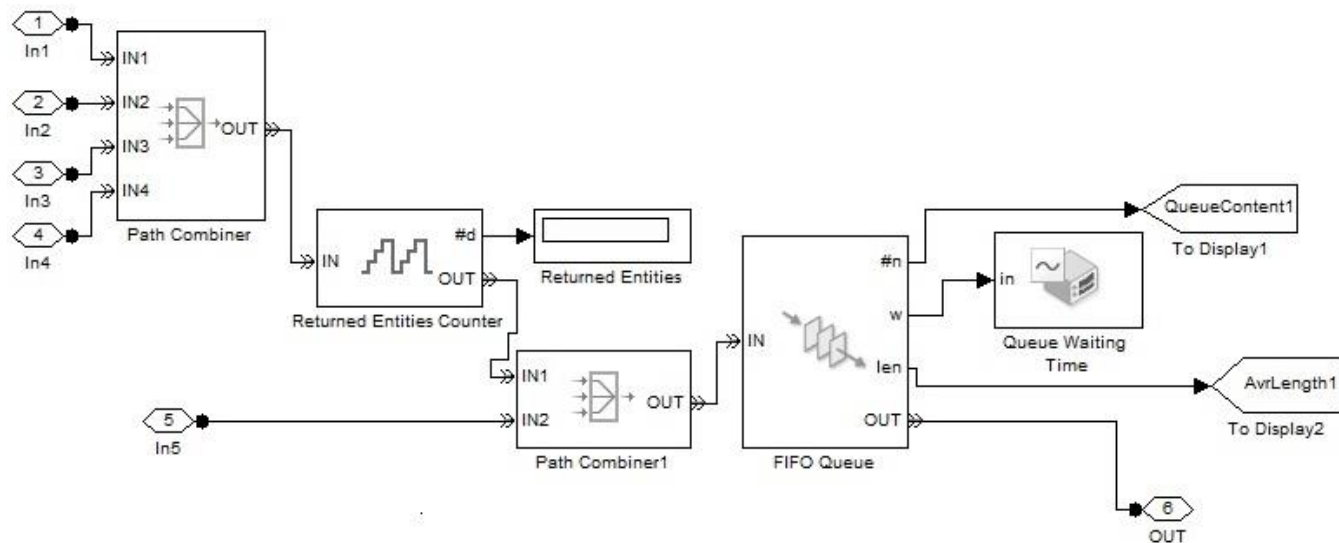 1
In1
2
In2
3
In3
4
In4
IN1
IN2
IN3
IN4
OUT
Path Combiner
IN
#d
OUT
Returned Entities Counter
Returned Entities
5
In5
IN1
IN2
OUT
Path Combiner1
IN
#n
w
len
OUT
FIFO Queue
QueueContent1
To Display1
in
Queue Waiting
Time
AvrLength1
To Display2
6
OUT